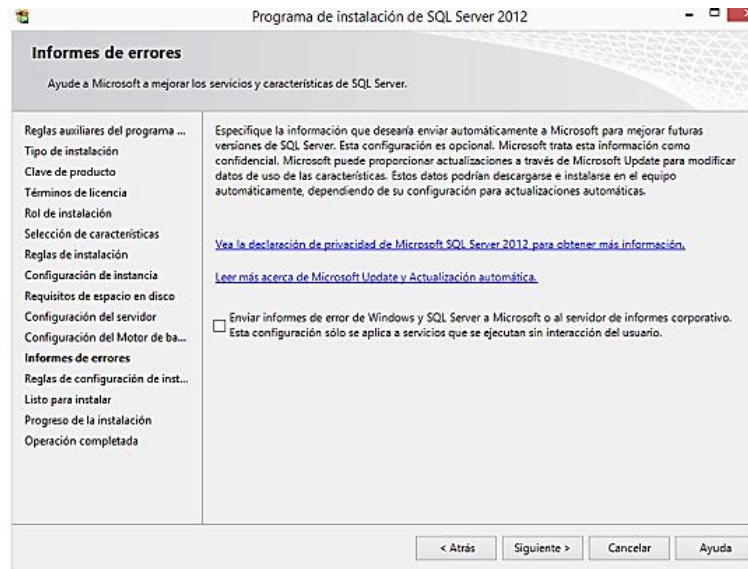 Programa de instalación de SQL Server 2012
Informes de errores
Ayude a Microsoft a mejorar los servicios y características de SQL Server.
Reglas auxiliares del programa ...
Tipo de instalación
Clave de producto
Términos de licencia
Rol de instalación
Selección de características
Reglas de instalación
Configuración de instancia
Requisitos de espacio en disco
Configuración del servidor
Configuración del Motor de ba...
Informes de errores
Reglas de configuración de inst...
Listo para instalar
Progreso de la instalación
Operación completada
Especifique la información que desearía enviar automáticamente a Microsoft para mejorar futuras
versiones de SQL Server. Esta configuración es opcional. Microsoft trata esta información como
confidencial. Microsoft puede proporcionar actualizaciones a través de Microsoft Update para modificar
datos de uso de las características. Estos datos podrían descargarse e instalarse en el equipo
automáticamente, dependiendo de su configuración para actualizaciones automáticas.
Vea la declaración de privacidad de Microsoft SQL Server 2012 para obtener más información.
Leer más acerca de Microsoft Update y Actualización automática.
Enviar informes de error de Windows y SQL Server a Microsoft o al servidor de informes corporativo.
Esta configuración sólo se aplica a servicios que se ejecutan sin interacción del usuario.
< Atrás
Siguiente >
Cancelar
Ayuda